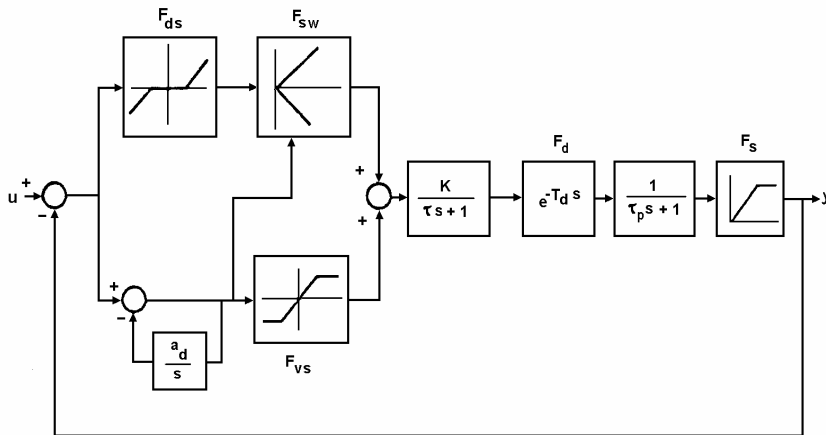 F_ds
F_sw
+
u
+
−
+
+
K
τs + 1
F_d
e^-T_d s
1
τ_p s + 1
F_s
y
+
−
a_d
s
F_vs